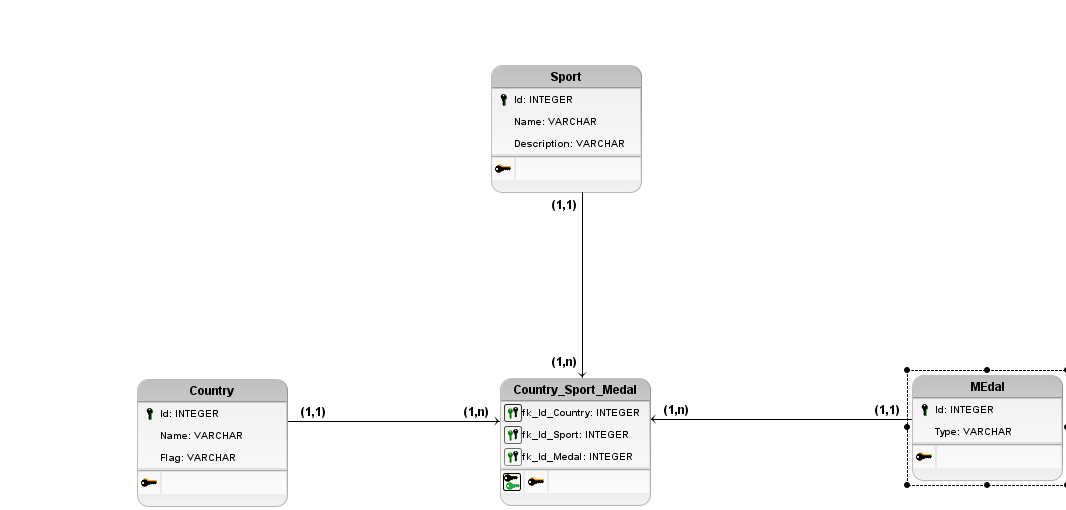 Sport
Id: INTEGER
Name: VARCHAR
Description: VARCHAR
(1,1)
(1,n)
Country
Id: INTEGER
Name: VARCHAR
Flag: VARCHAR
(1,1)
(1,n)
Country_Sport_Medal
fk_Id_Country: INTEGER
fk_Id_Sport: INTEGER
fk_Id_Medal: INTEGER
(1,n)
(1,1)
MEdal
Id: INTEGER
Type: VARCHAR